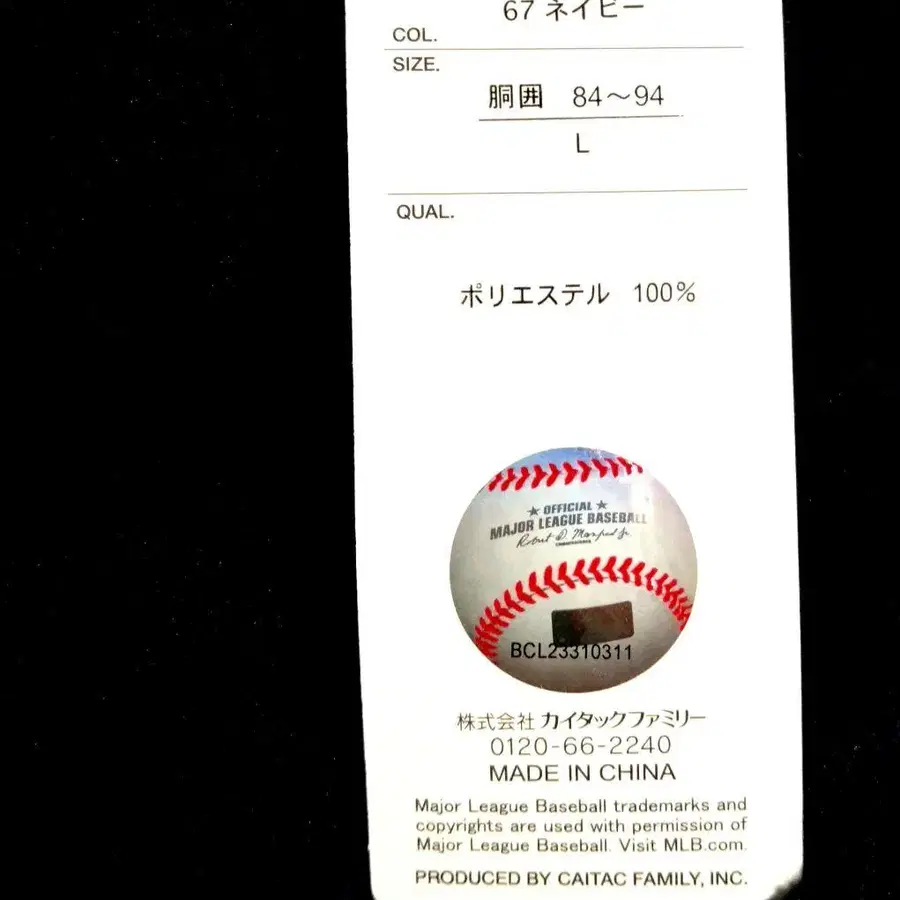 67 ネイビー
COL.
SIZE.
胴囲 84～94
L
QUAL.
ポリエステル 100%
★ OFFICIAL ★
MAJOR LEAGUE BASEBALL
Robert D. Manfred Jr.
BCL23310311
株式会社 カイタックファミリー
0120-66-2240
MADE IN CHINA
Major League Baseball trademarks and
copyrights are used with permission of
Major League Baseball. Visit MLB.com.
PRODUCED BY CAITAC FAMILY, INC.